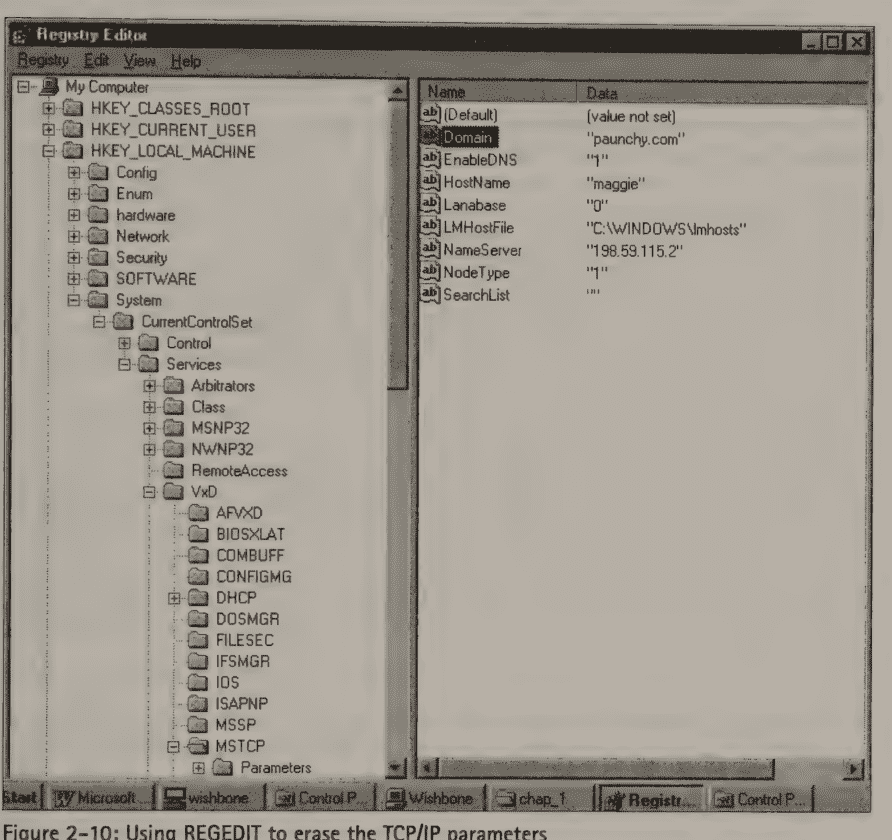 Registry Editor
Registry Edit View Help
My Computer
HKEY_CLASSES_ROOT
HKEY_CURRENT_USER
HKEY_LOCAL_MACHINE
Config
Enum
hardware
Network
Security
SOFTWARE
System
CurrentControlSet
Control
Services
Arbitrators
Class
MSNP32
NWNP32
RemoteAccess
VxD
AFVXD
BIOSXLAT
COMBUFF
CONFIGMG
DHCP
DOSMGR
FILESEC
IFSMGR
IOS
ISAPNP
MSSP
MSTCP
Parameters
Name Data
(Default) (value not set)
Domain "paunchy.com"
EnableDNS "1"
HostName "maggie"
Lanabase "0"
LMHostFile "C:\WINDOWS\lmhosts"
NameServer "198.59.115.2"
NodeType "1"
SearchList ""
Start Microsoft... wishbone Control P... Wishbone chap_1 Registr... Control P...
Figure 2-10: Using REGEDIT to erase the TCP/IP parameters